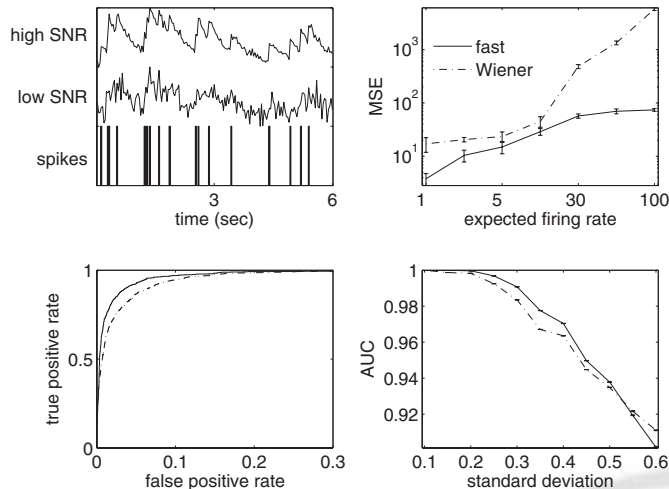 high SNR
low SNR
spikes
3
6
time (sec)
MSE
10³
10²
10¹
fast
Wiener
1
5
30
100
expected firing rate
true positive rate
1
0.5
0
0
0.1
0.2
0.3
false positive rate
AUC
1
0.98
0.96
0.94
0.92
0.1
0.2
0.3
0.4
0.5
0.6
standard deviation